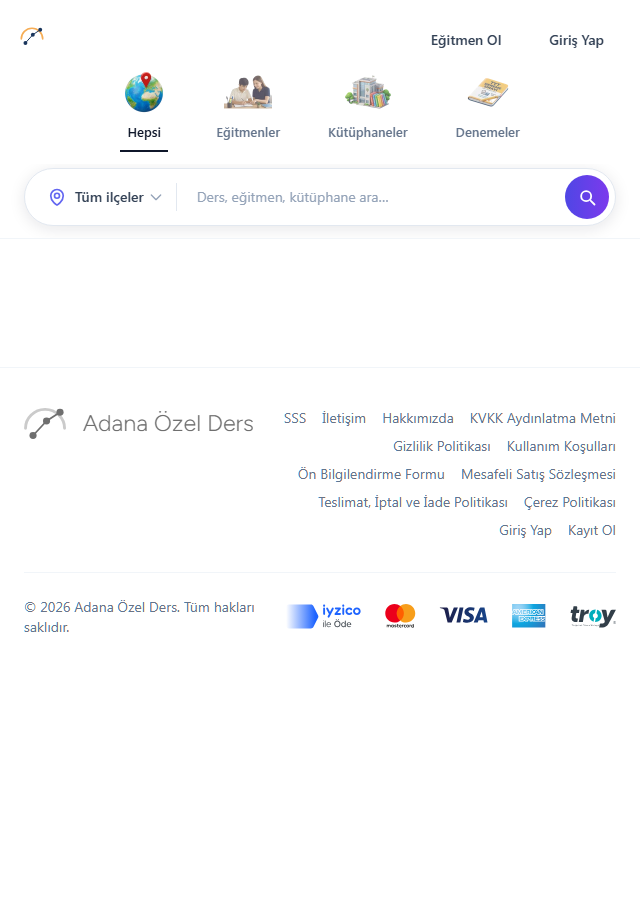 Eğitmen Ol Giriş Yap
Hepsi Eğitmenler Kütüphaneler Denemeler
Tüm ilçeler Ders, eğitmen, kütüphane ara...
Adana Özel Ders
SSS İletişim Hakkımızda KVKK Aydınlatma Metni
Gizlilik Politikası Kullanım Koşulları
Ön Bilgilendirme Formu Mesafeli Satış Sözleşmesi
Teslimat, İptal ve İade Politikası Çerez Politikası
Giriş Yap Kayıt Ol
© 2026 Adana Özel Ders. Tüm hakları
saklıdır.
iyzico
ile Öde
mastercard
VISA
AMERICAN
EXPRESS
troy